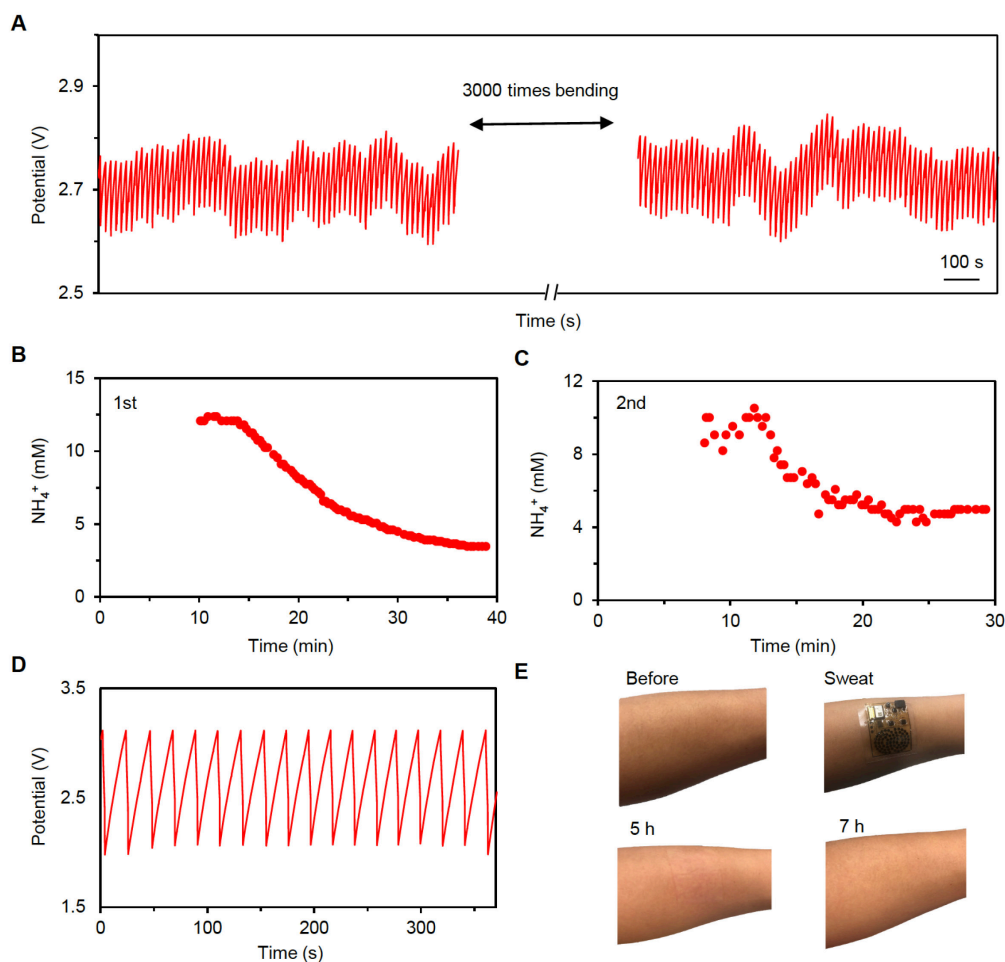 A
3000 times bending
Potential (V)
2.9
2.7
2.5
100 s
Time (s)
B
1st
NH₄⁺ (mM)
15
10
5
0
0 10 20 30 40
Time (min)
C
2nd
NH₄⁺ (mM)
12
8
4
0
0 10 20 30
Time (min)
D
Potential (V)
3.5
2.5
1.5
0 100 200 300
Time (s)
E
Before Sweat
5 h 7 h